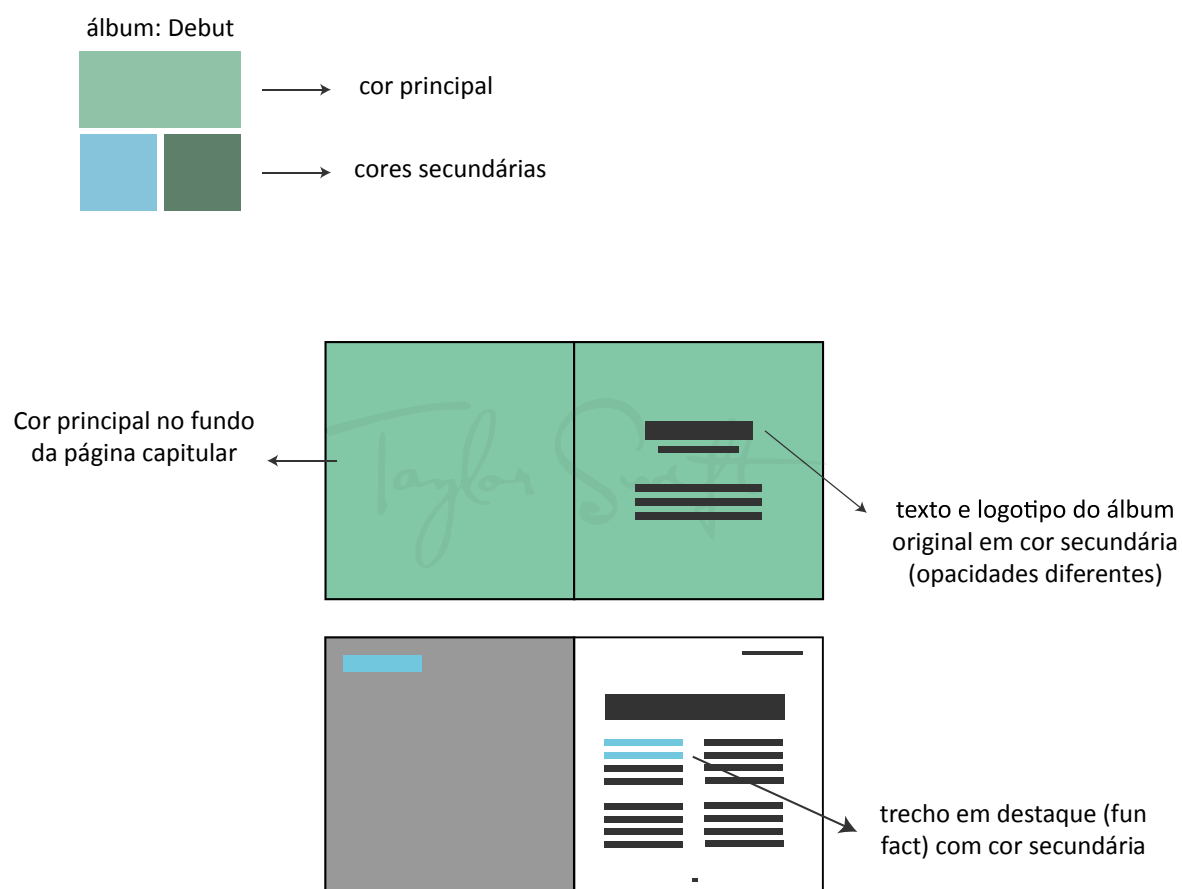 álbum: Debut
cor principal
cores secundárias
Cor principal no fundo
da página capitular
Taylor Swift
texto e logotipo do álbum
original em cor secundária
(opacidades diferentes)
trecho em destaque (fun
fact) com cor secundária